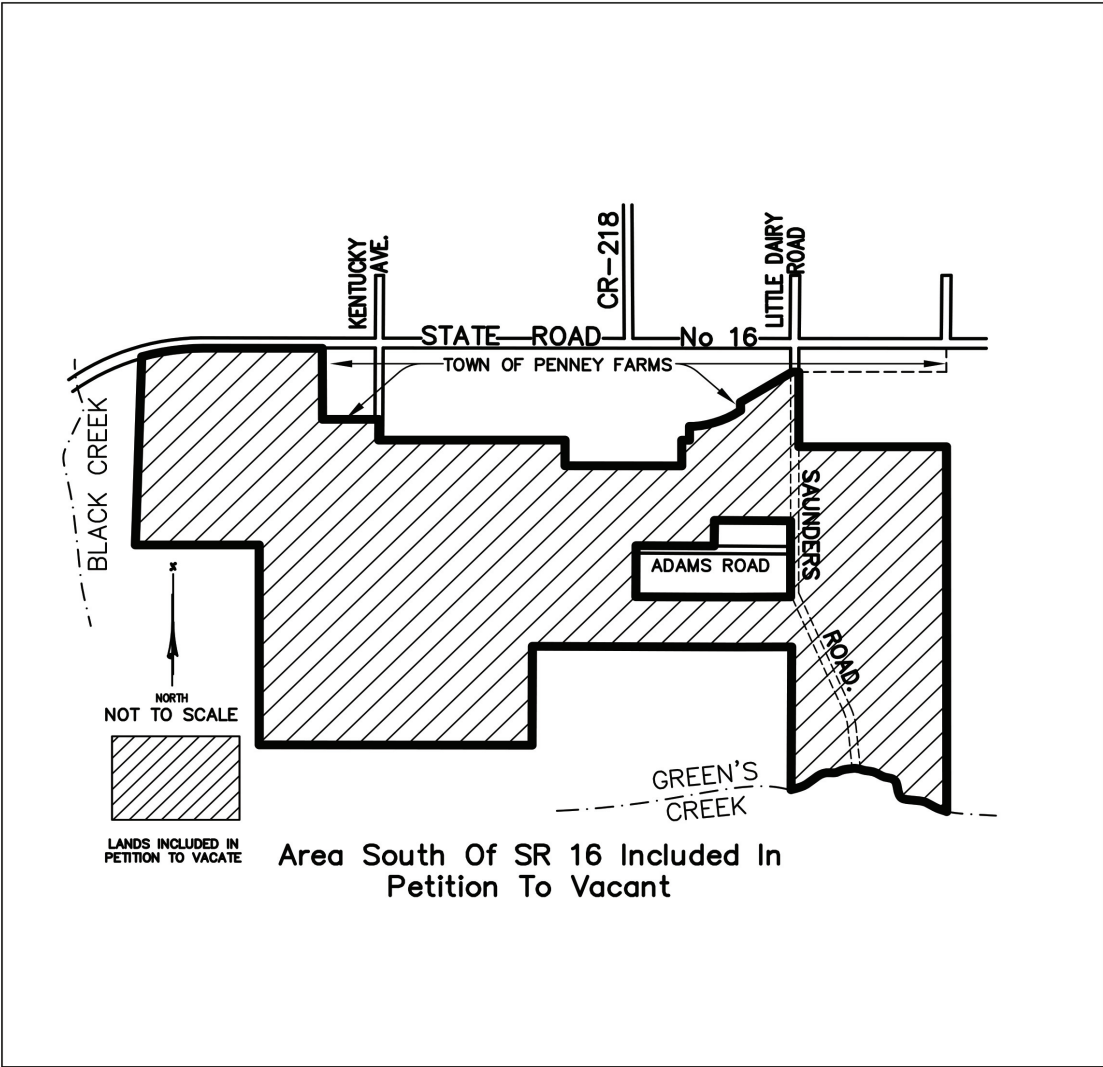 KENTUCKY
AVE.
CR-218
LITTLE DAIRY
ROAD
STATE ROAD No 16
TOWN OF PENNEY FARMS
BLACK CREEK
SAUNDERS
ROAD.
ADAMS ROAD
NORTH
NOT TO SCALE
GREEN'S
CREEK
LANDS INCLUDED IN
PETITION TO VACATE
Area South Of SR 16 Included In
Petition To Vacant